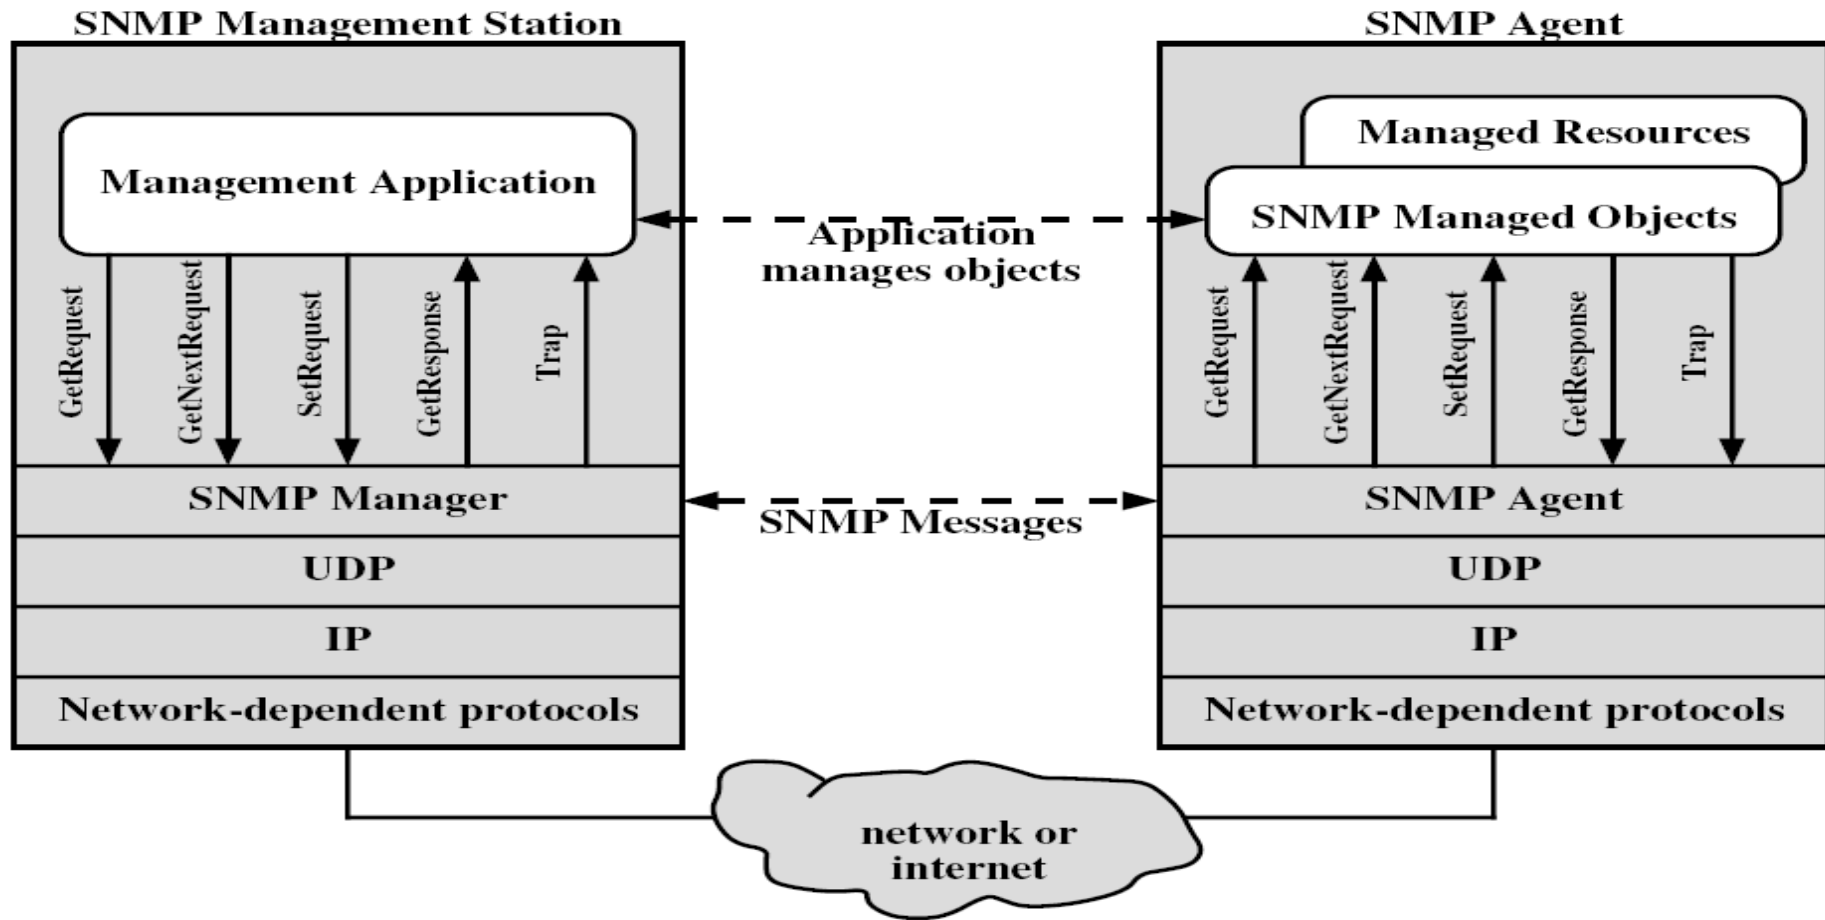 SNMP Management Station
SNMP Agent
Management Application
Managed Resources
SNMP Managed Objects
Application
manages objects
GetRequest
GetNextRequest
SetRequest
GetResponse
Trap
GetRequest
GetNextRequest
SetRequest
GetResponse
Trap
SNMP Manager
SNMP Messages
SNMP Agent
UDP
UDP
IP
IP
Network-dependent protocols
Network-dependent protocols
network or
internet